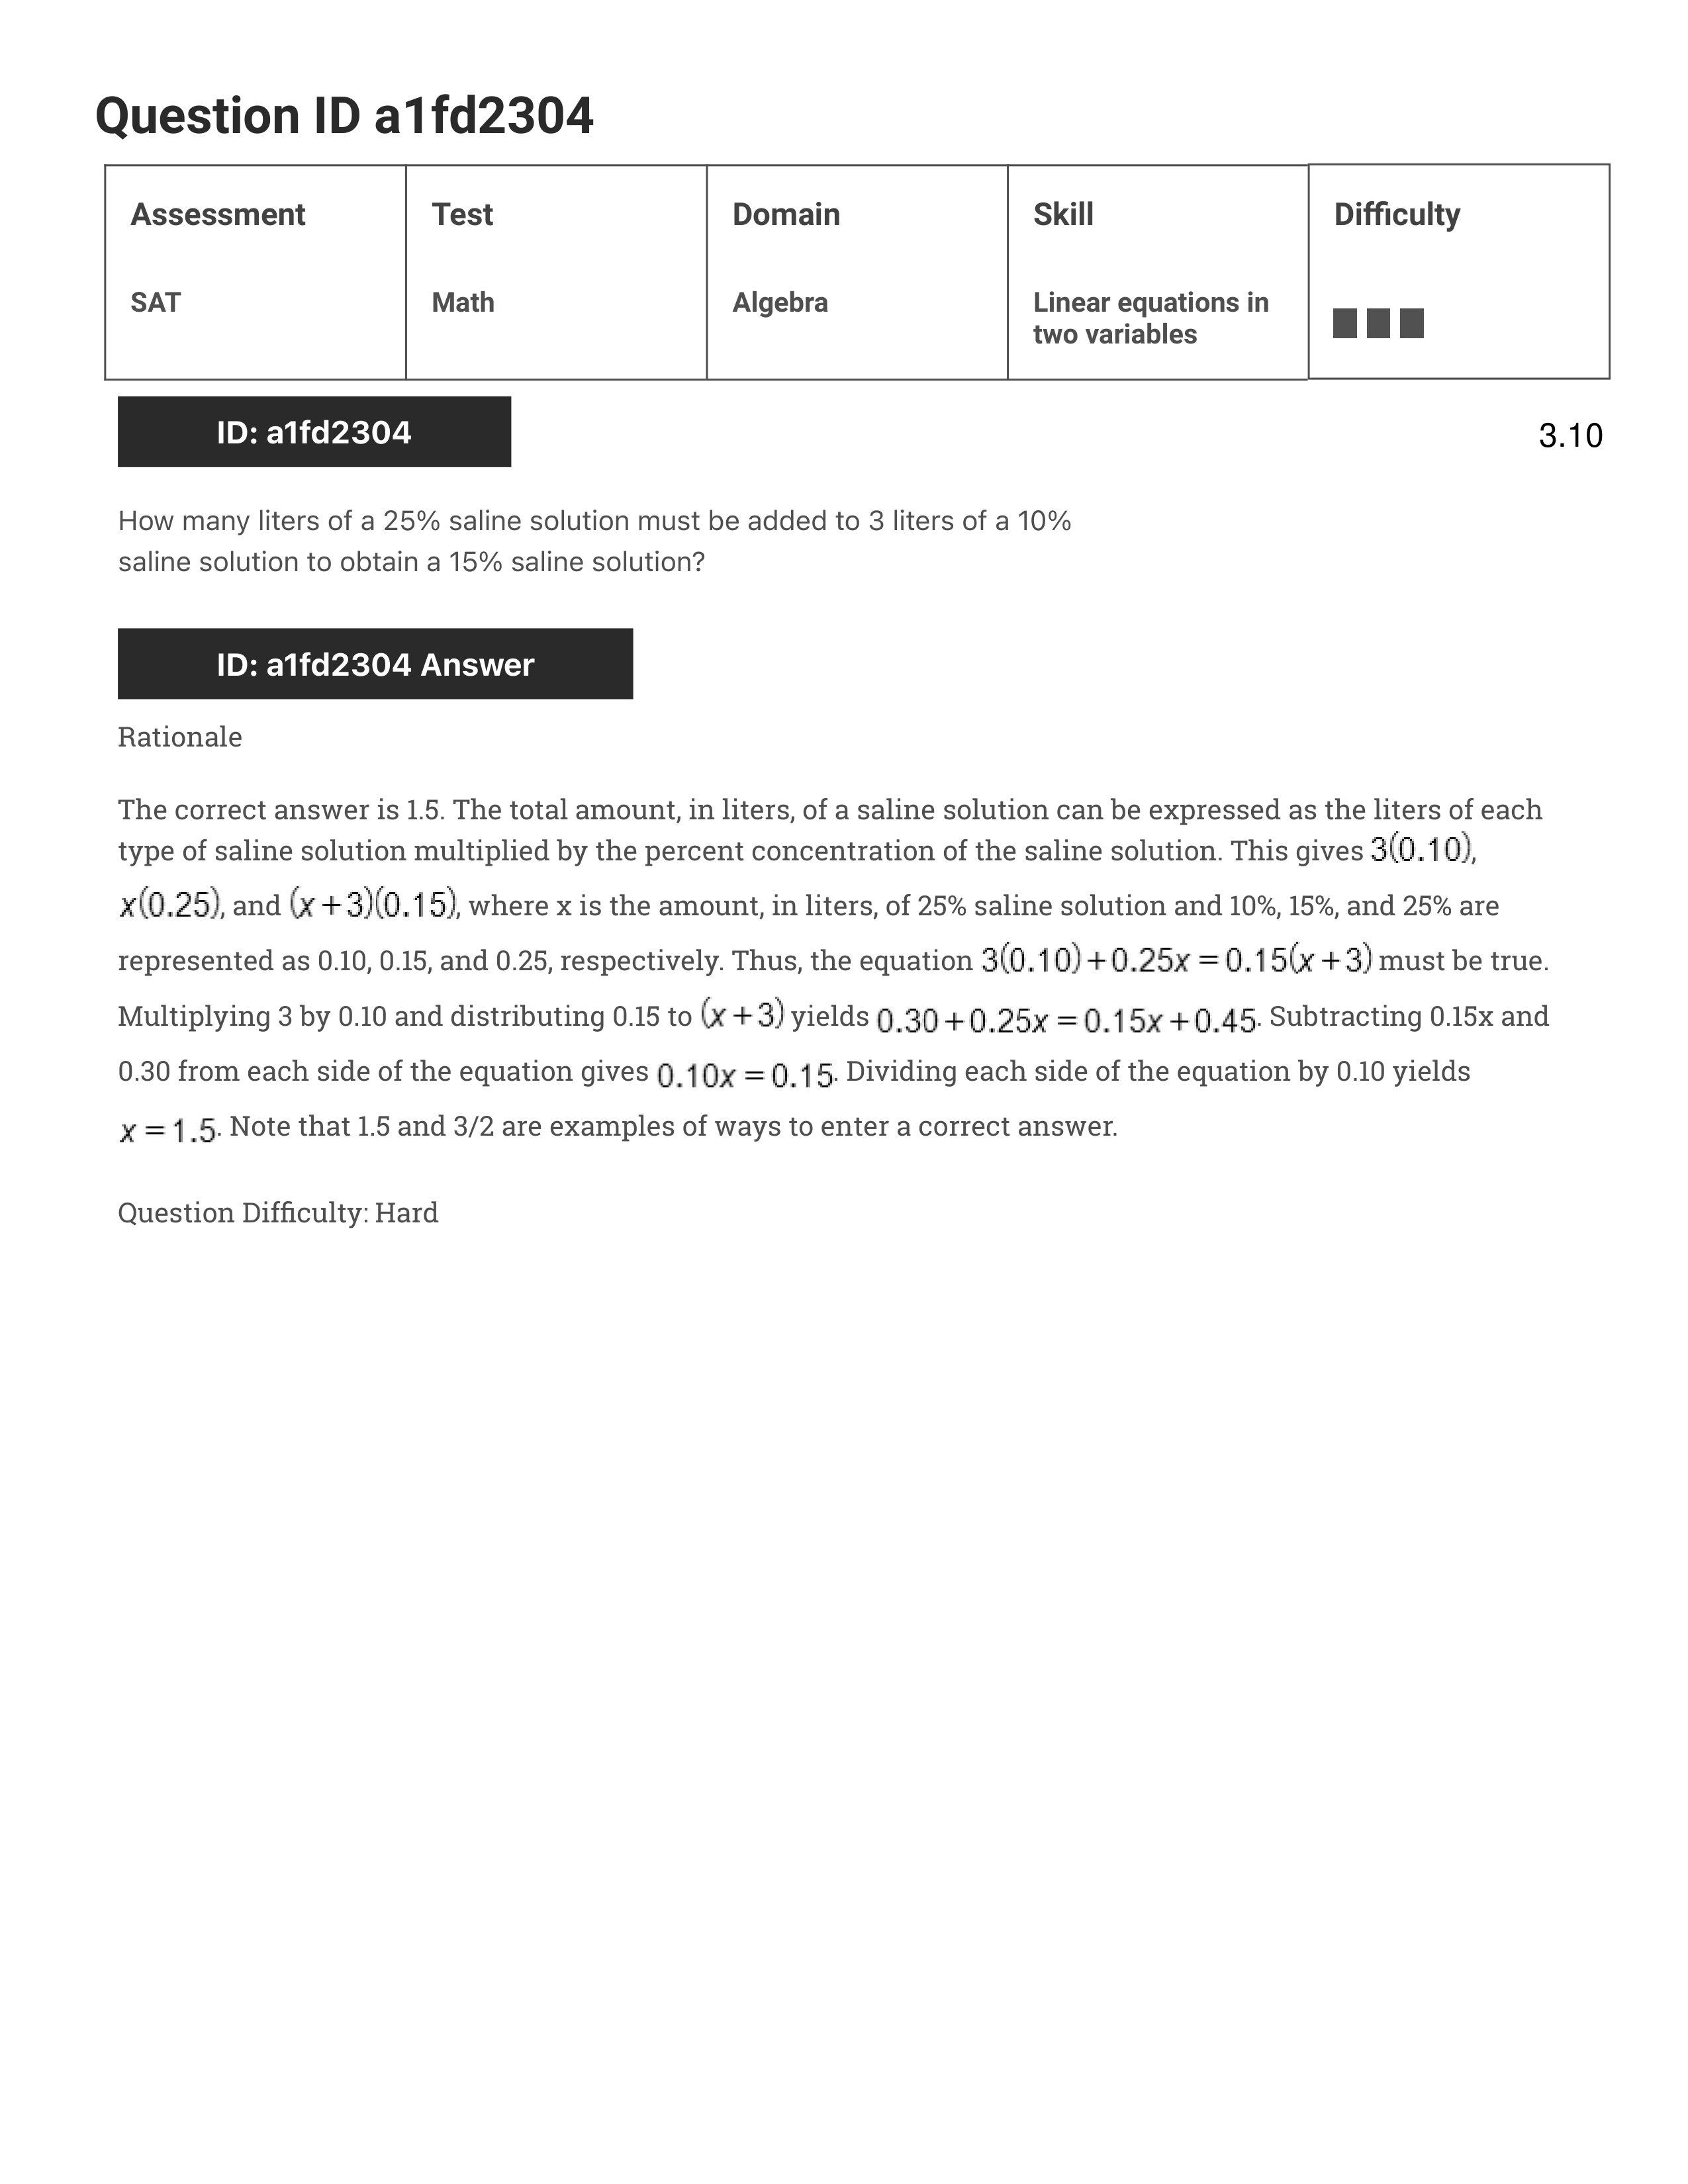 Question ID a1fd2304
Assessment Test Domain Skill Difficulty
SAT Math Algebra Linear equations in
two variables
ID: a1fd2304
3.10
How many liters of a 25% saline solution must be added to 3 liters of a 10%
saline solution to obtain a 15% saline solution?
ID: a1fd2304 Answer
Rationale
The correct answer is 1.5. The total amount, in liters, of a saline solution can be expressed as the liters of each
type of saline solution multiplied by the percent concentration of the saline solution. This gives 3(0.10),
x(0.25), and (x+3)(0.15), where x is the amount, in liters, of 25% saline solution and 10%, 15%, and 25% are
represented as 0.10, 0.15, and 0.25, respectively. Thus, the equation 3(0.10)+0.25x=0.15(x+3) must be true.
Multiplying 3 by 0.10 and distributing 0.15 to (x+3) yields 0.30+0.25x=0.15x+0.45. Subtracting 0.15x and
0.30 from each side of the equation gives 0.10x=0.15. Dividing each side of the equation by 0.10 yields
x=1.5. Note that 1.5 and 3/2 are examples of ways to enter a correct answer.
Question Difficulty: Hard